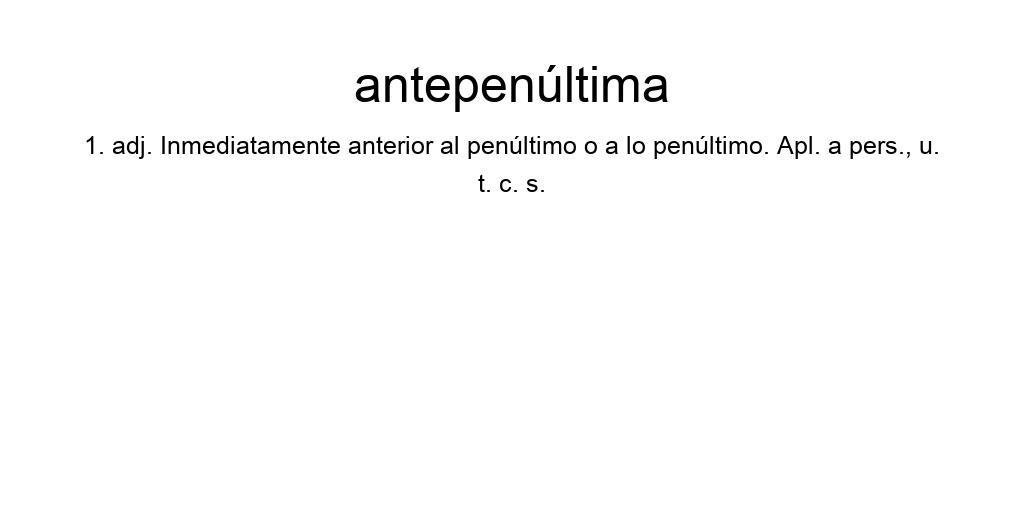 antepenúltima
1. adj. Inmediatamente anterior al penúltimo o a lo penúltimo. Apl. a pers., u.
t. c. s.